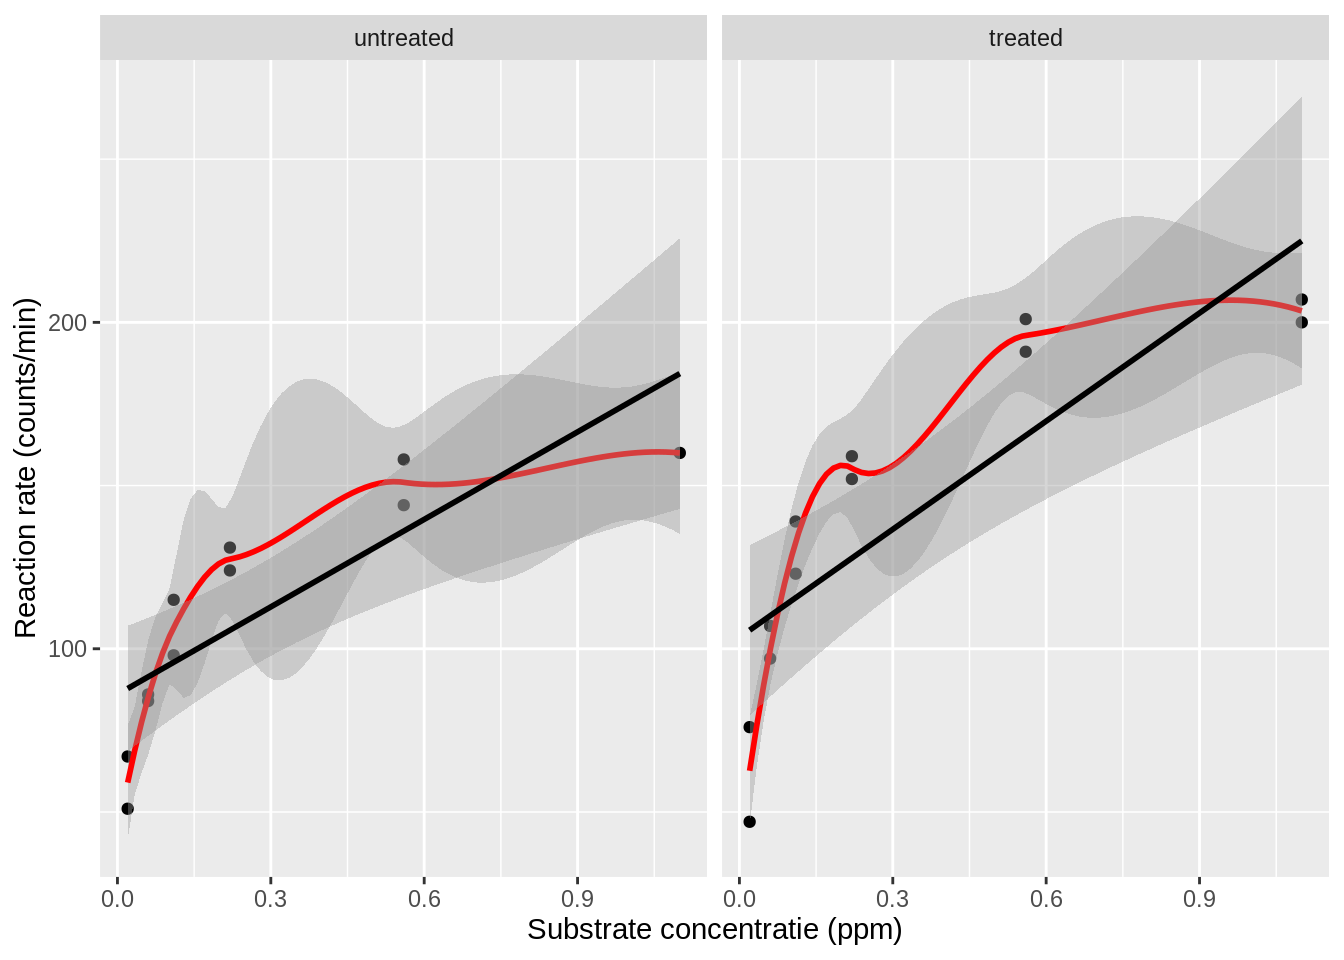 untreated
treated
Reaction rate (counts/min)
200
100
0.0 0.3 0.6 0.9
0.0 0.3 0.6 0.9
Substrate concentratie (ppm)